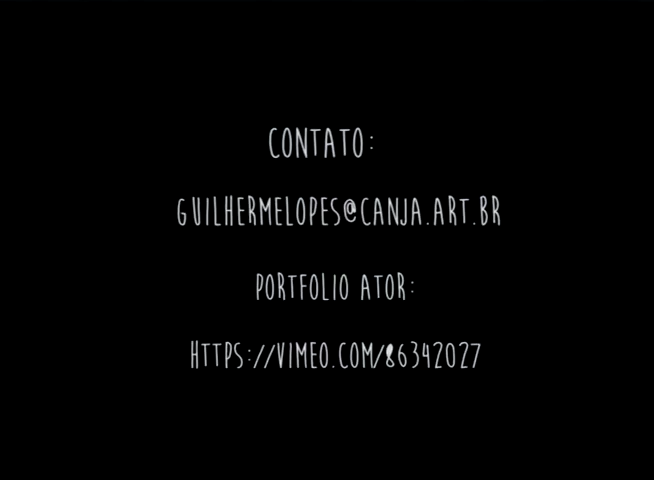 CONTATO:
GUILHERMELOPES@CANJA.ART.BR
PORTFOLIO ATOR:
HTTPS://VIMEO.COM/86342027